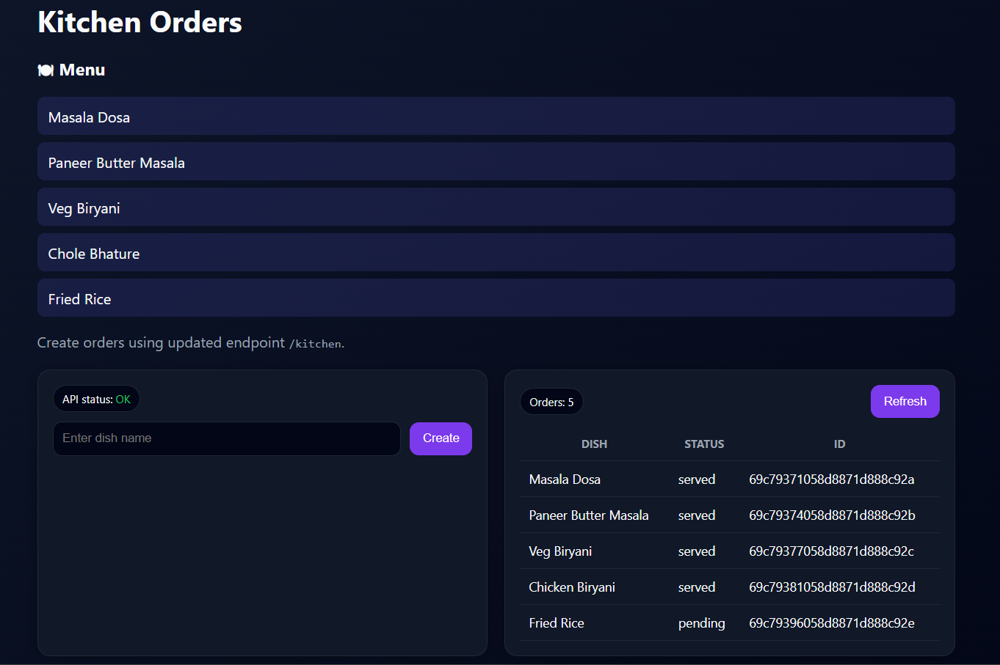 Kitchen Orders
🍽 Menu
Masala Dosa
Paneer Butter Masala
Veg Biryani
Chole Bhature
Fried Rice
Create orders using updated endpoint /kitchen.
API status: OK
Enter dish name
Create
Orders: 5
Refresh
DISH STATUS ID
Masala Dosa served 69c79371058d8871d888c92a
Paneer Butter Masala served 69c79374058d8871d888c92b
Veg Biryani served 69c79377058d8871d888c92c
Chicken Biryani served 69c79381058d8871d888c92d
Fried Rice pending 69c79396058d8871d888c92e